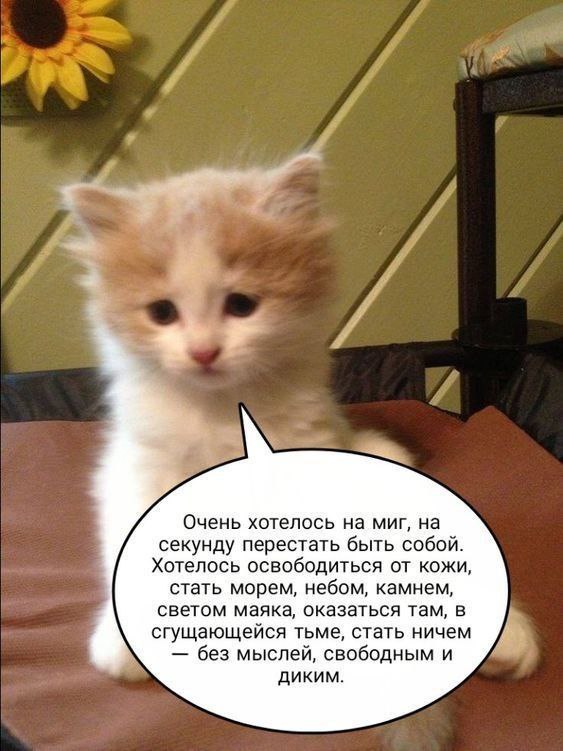 Очень хотелось на миг, на
секунду перестать быть собой.
Хотелось освободиться от кожи,
стать морем, небом, камнем,
светом маяка, оказаться там, в
сгущающейся тьме, стать ничем
— без мыслей, свободным и
диким.